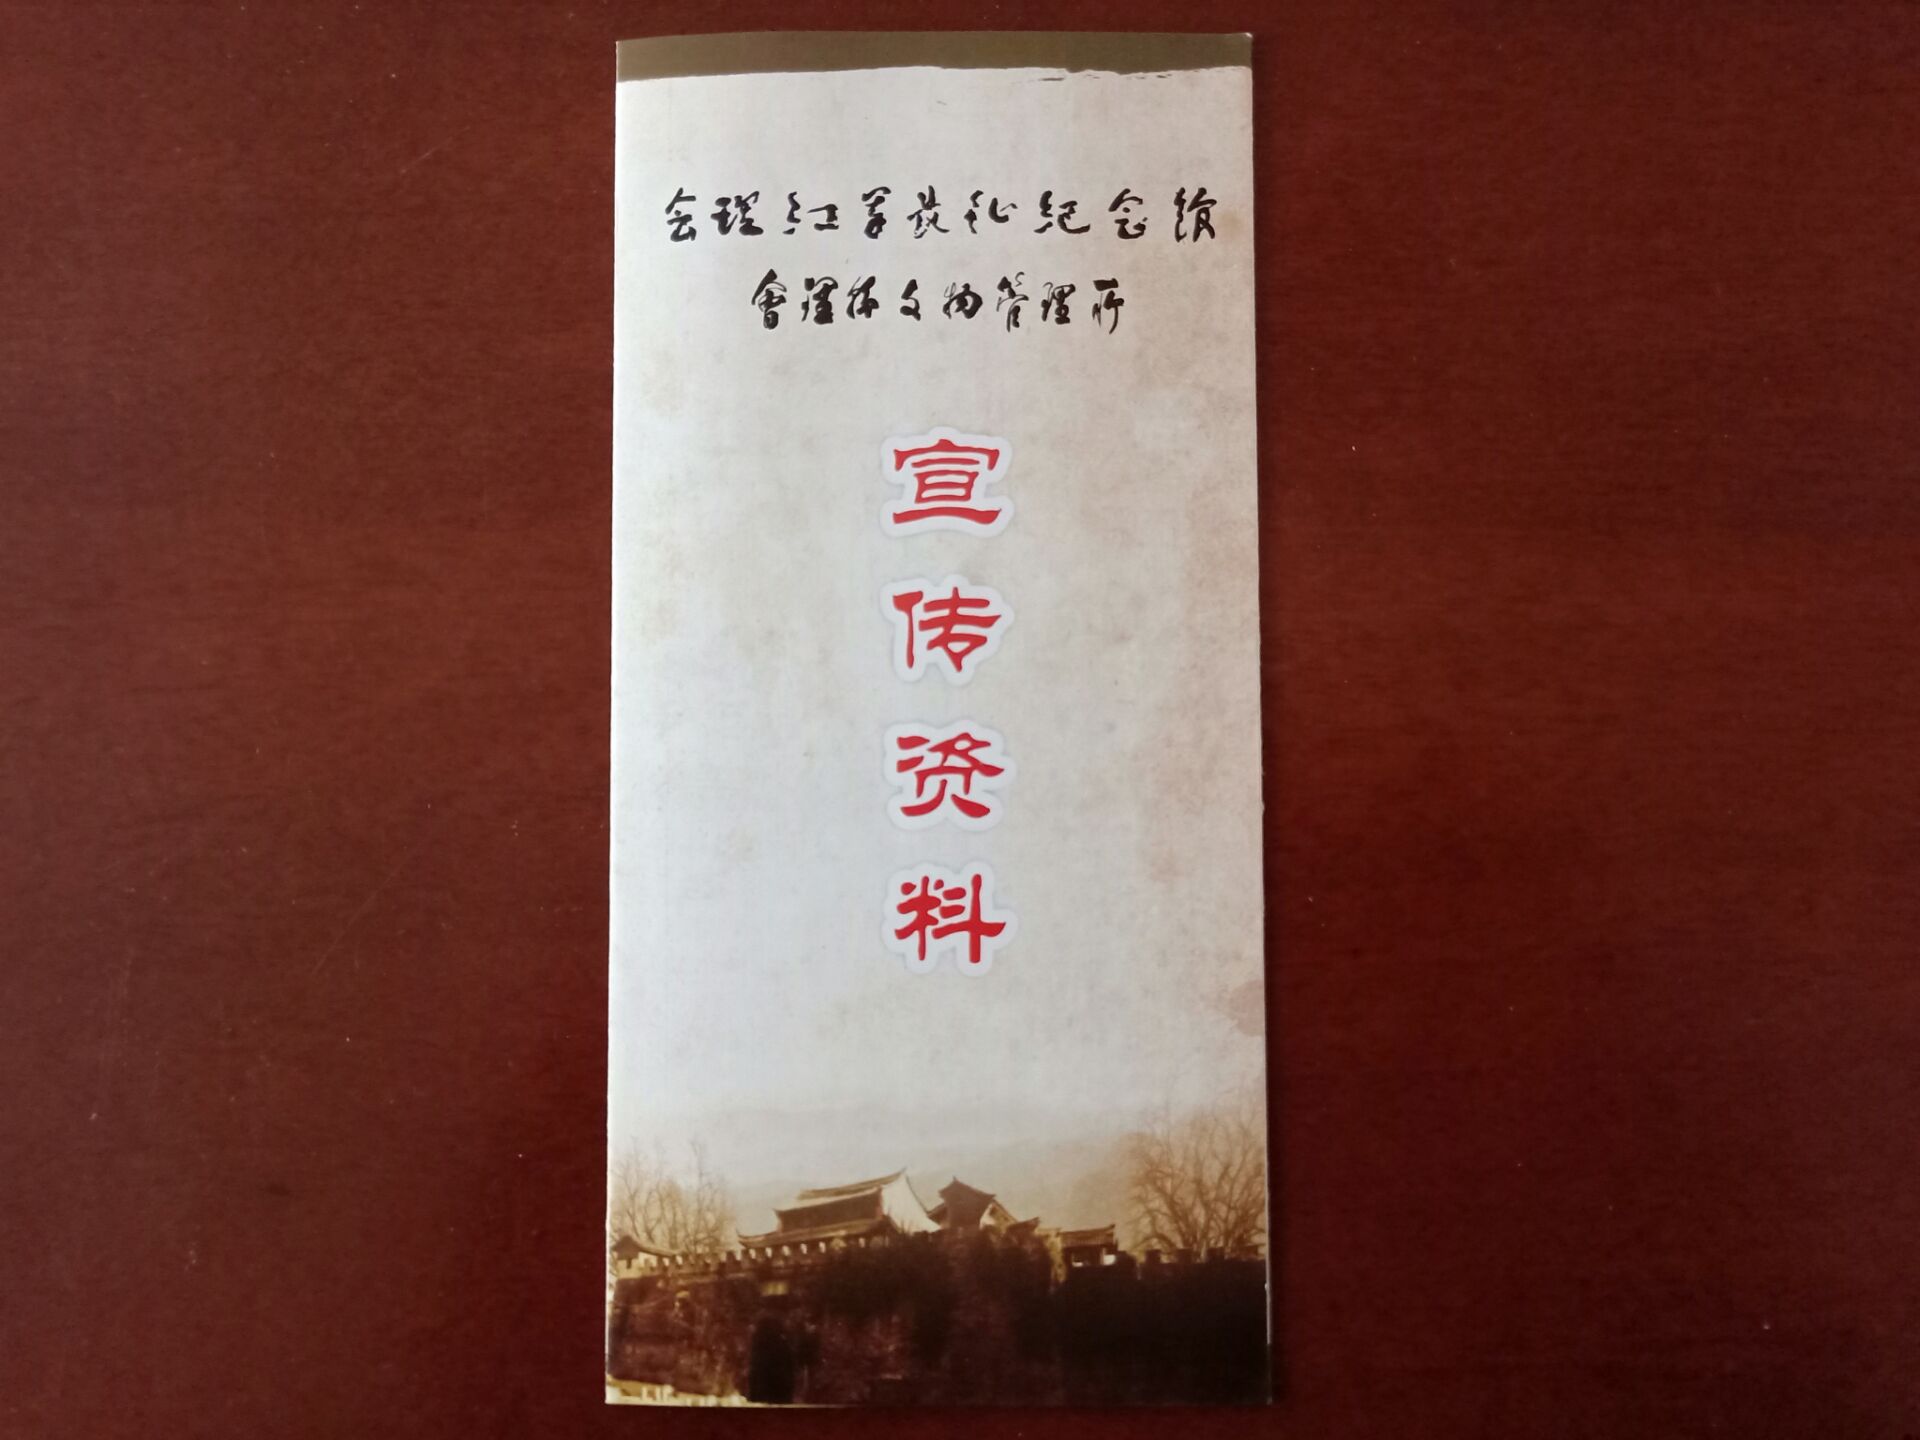 会理红军长征纪念馆
會理县文物管理所
宣传资料